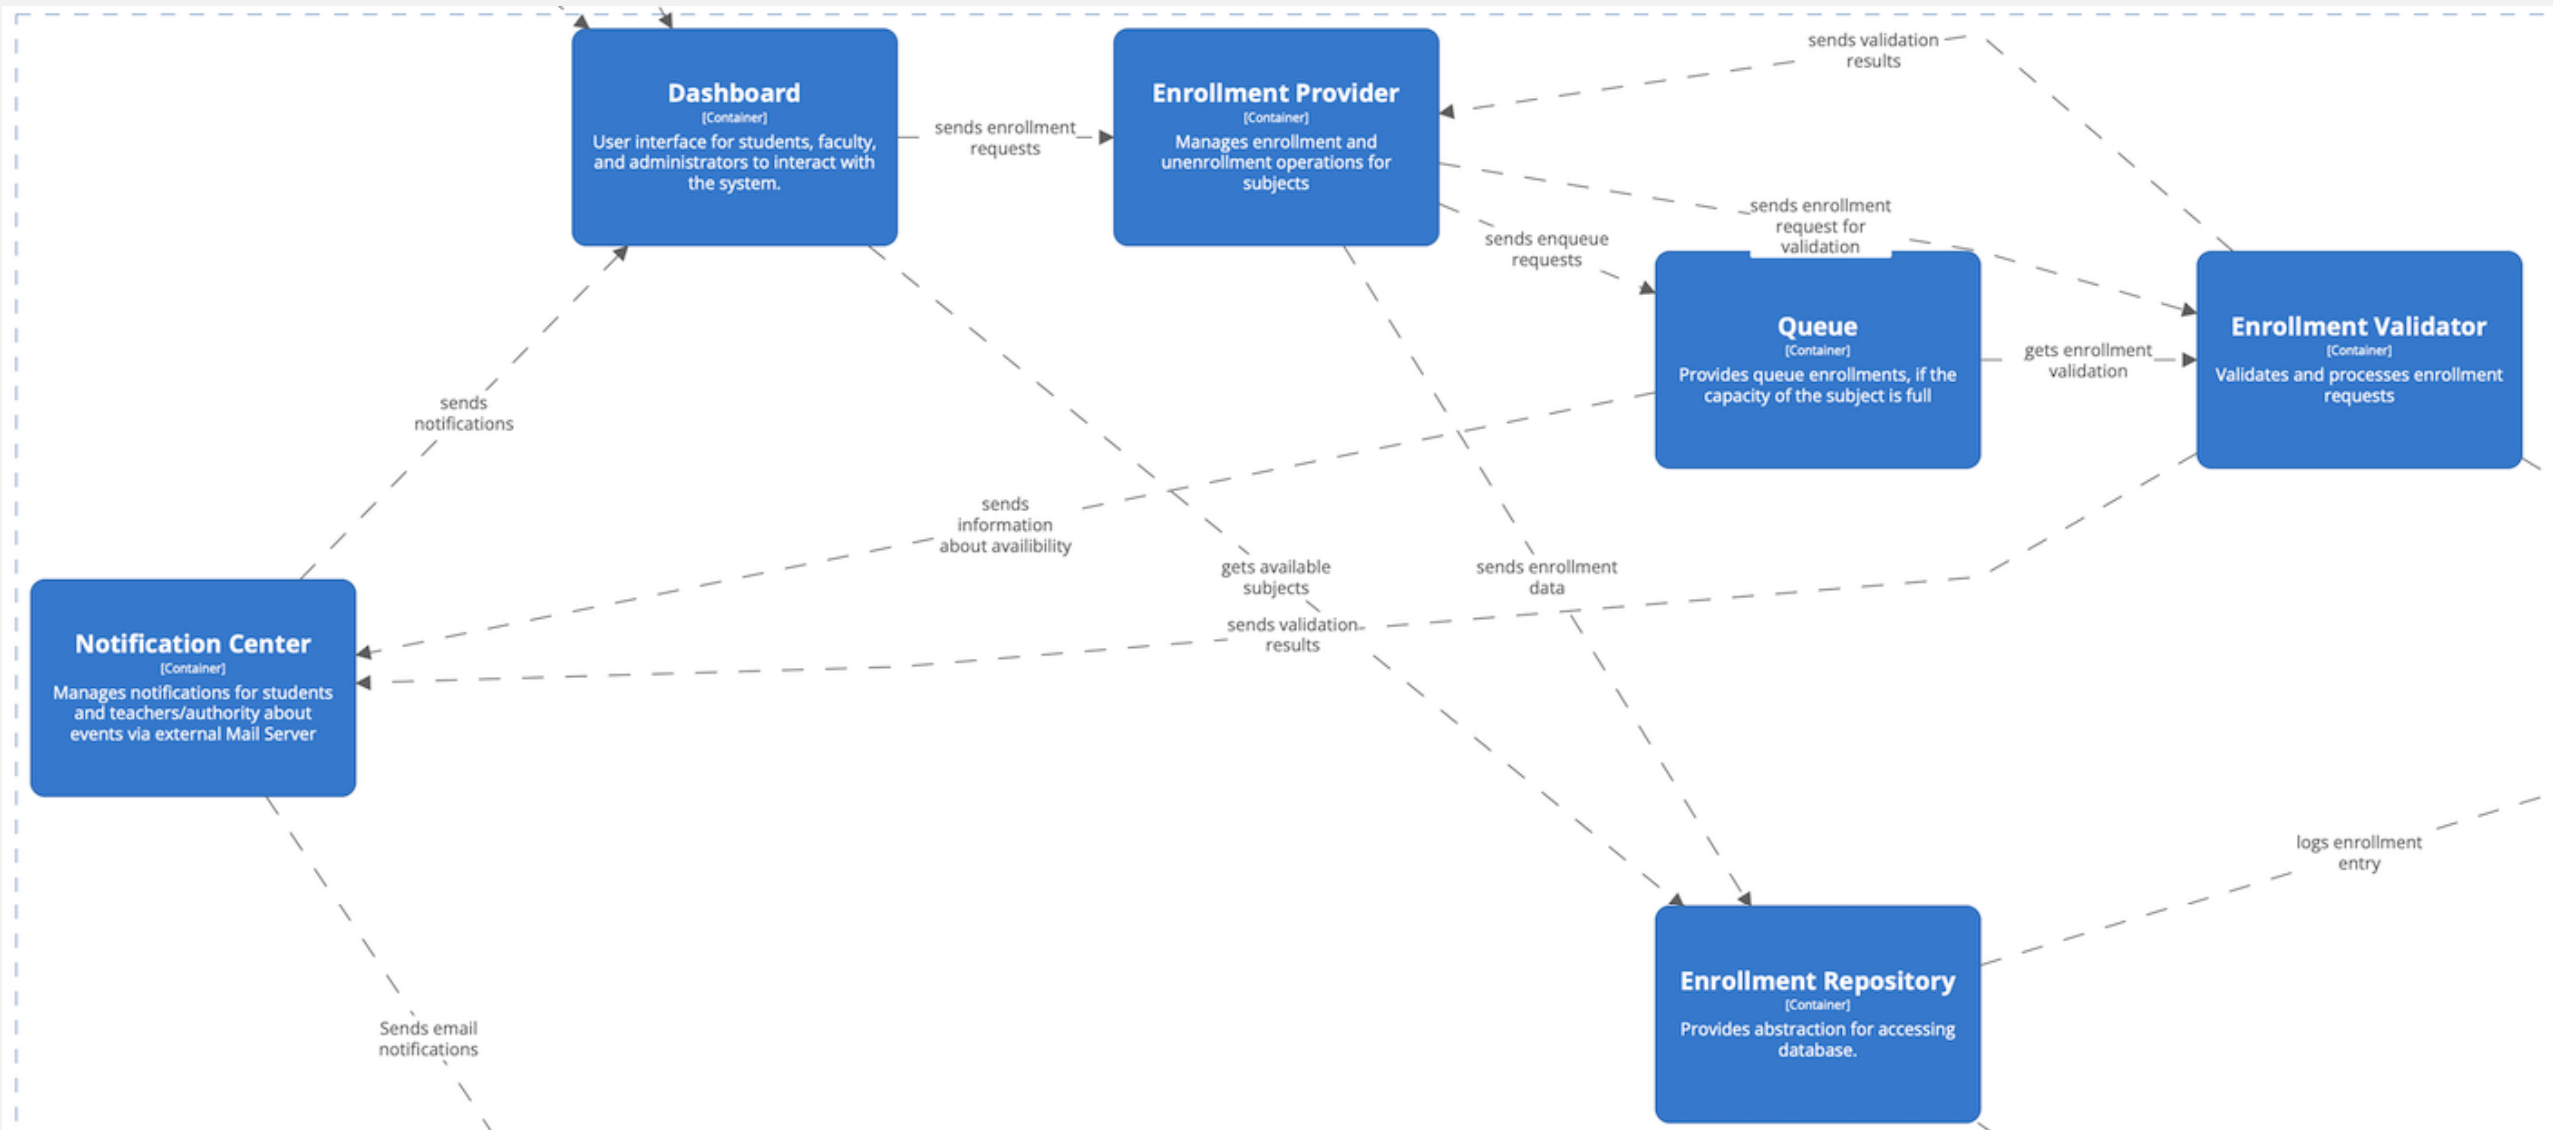 Dashboard
[Container]
User interface for students, faculty,
and administrators to interact with
the system.
sends enrollment
requests
Enrollment Provider
[Container]
Manages enrollment and
unenrollment operations for
subjects
sends validation
results
sends enrollment
request for
validation
sends enqueue
requests
Queue
[Container]
Provides queue enrollments, if the
capacity of the subject is full
gets enrollment
validation
Enrollment Validator
[Container]
Validates and processes enrollment
requests
sends
notifications
sends
information
about availibility
gets available
subjects
sends enrollment
data
sends validation
results
Notification Center
[Container]
Manages notifications for students
and teachers/authority about
events via external Mail Server
logs enrollment
entry
Enrollment Repository
[Container]
Provides abstraction for accessing
database.
Sends email
notifications